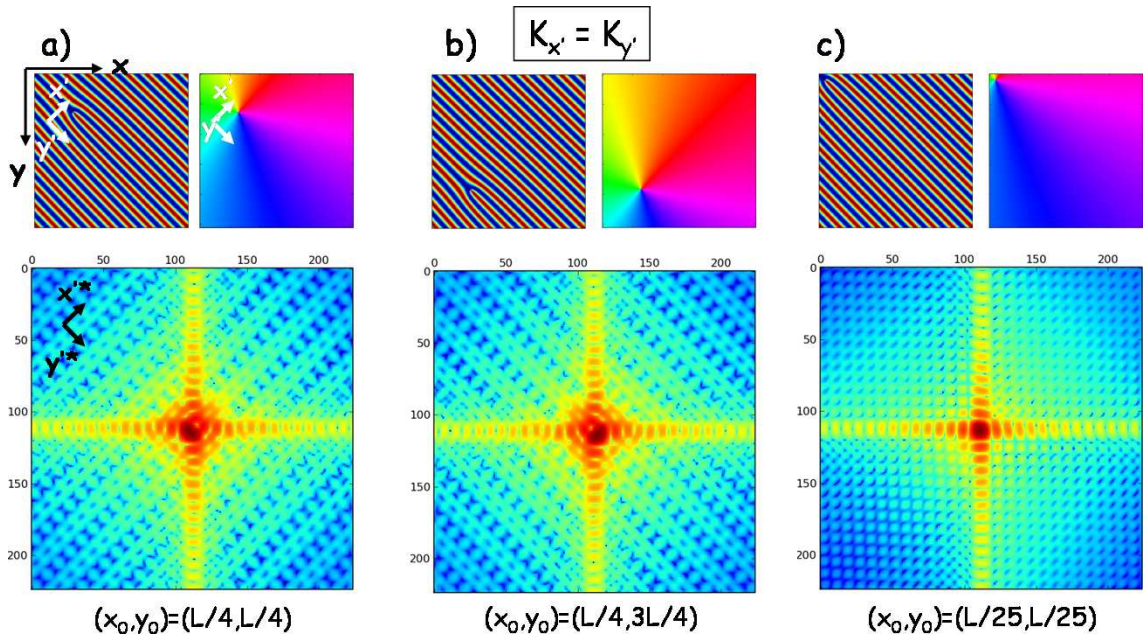 K_x' = K_y'
a)
b)
c)
x
y
x'
y'
x'
y'
0 50 100 150 200
0 50 100 150 200
0 50 100 150 200
0
50
100
150
200
x'*
y'*
0
50
100
150
200
0
50
100
150
200
(x₀,y₀)=(L/4,L/4)
(x₀,y₀)=(L/4,3L/4)
(x₀,y₀)=(L/25,L/25)